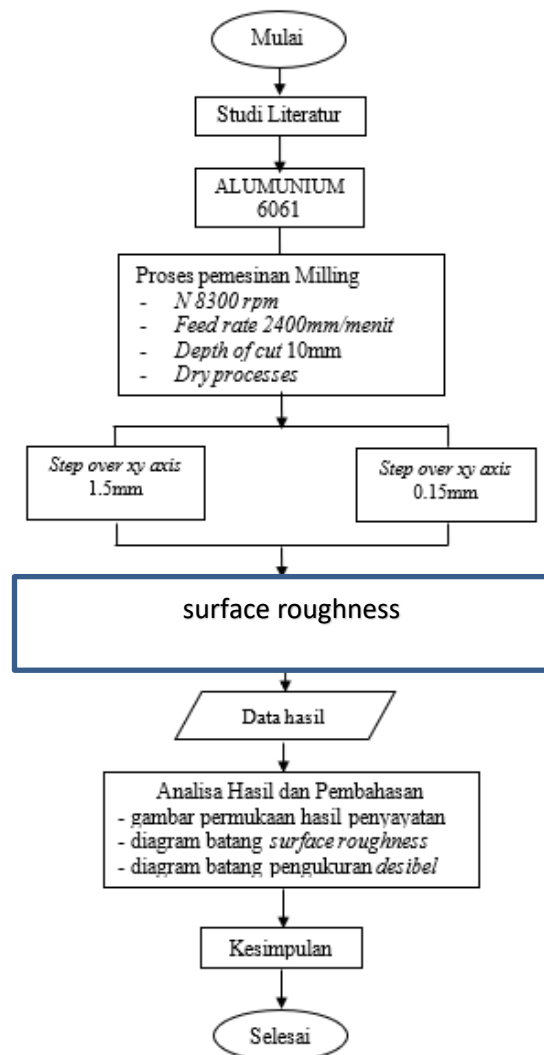 Mulai
Studi Literatur
ALUMUNIUM
6061
Proses pemesinan Milling
- N 8300 rpm
- Feed rate 2400mm/menit
- Depth of cut 10mm
- Dry processes
Step over xy axis
1.5mm
Step over xy axis
0.15mm
surface roughness
Data hasil
Analisa Hasil dan Pembahasan
- gambar permukaan hasil penyayatan
- diagram batang surface roughness
- diagram batang pengukuran desibel
Kesimpulan
Selesai